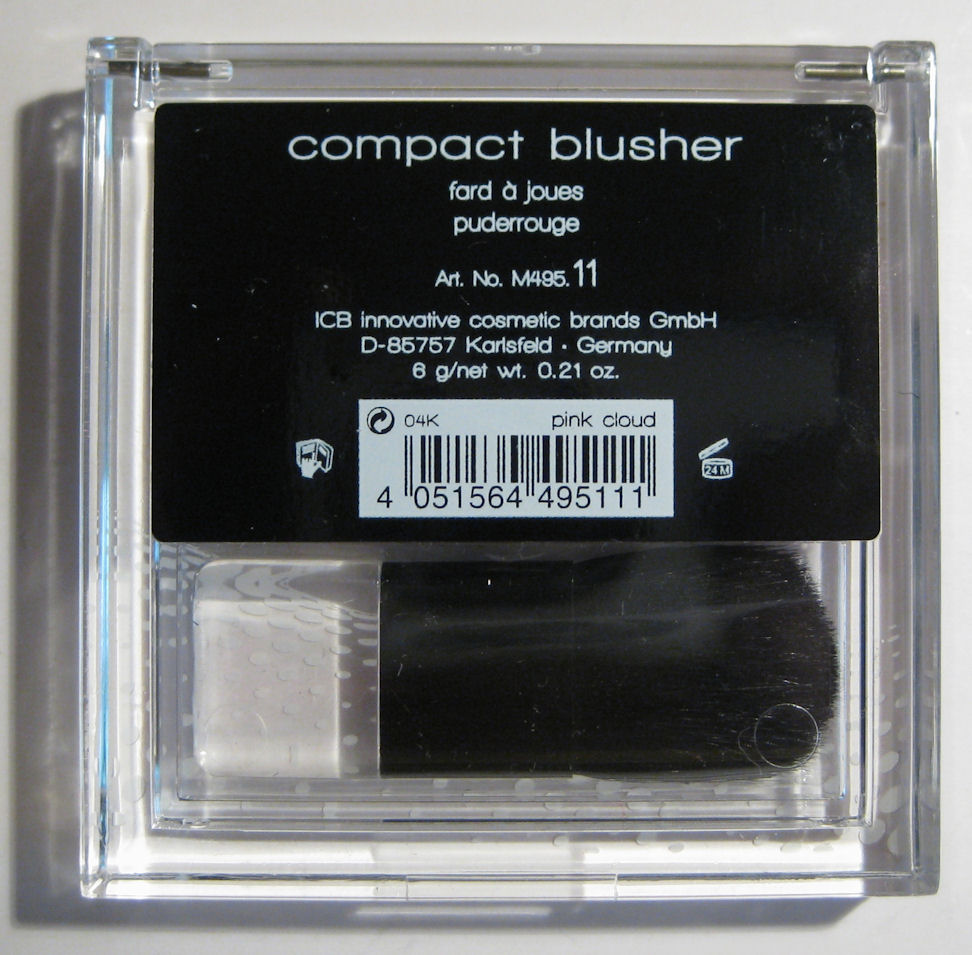 compact blusher
fard à joues
puderrouge
Art. No. M495.11
ICB innovative cosmetic brands GmbH
D-85757 Karlsfeld · Germany
6 g/net wt. 0.21 oz.
04K pink cloud
24 M
4 051564 495111